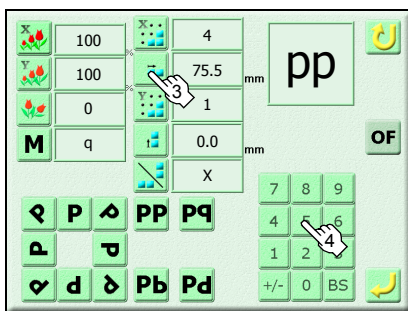 X
100
%
X
4
pp
Y
100
%
75.5
mm
3
0
Y
1
M
q
0.0
mm
OF
X
7 8 9
P P P PP Pq
4 5 6
4
P P
1 2
P d P Pb Pd
+/- 0 BS